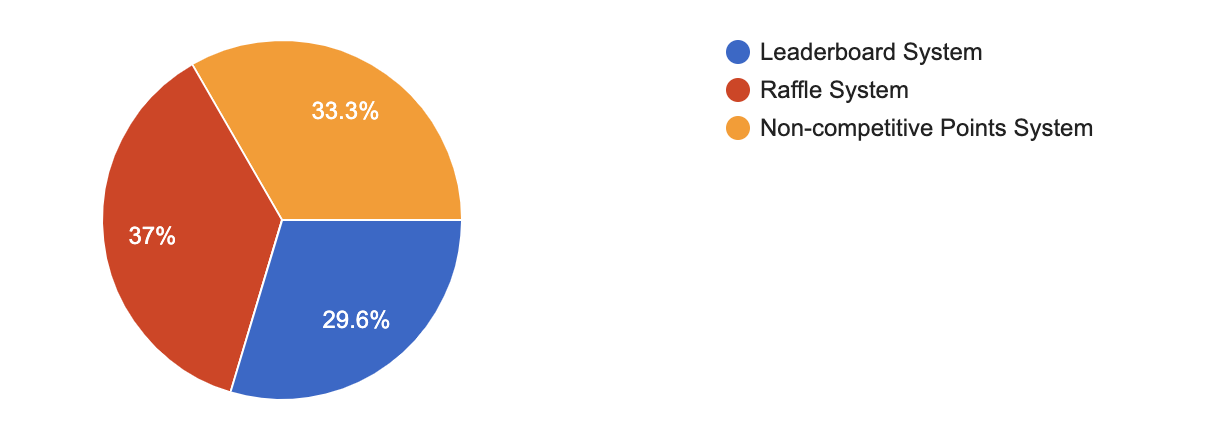 33.3%
37%
29.6%
Leaderboard System
Raffle System
Non-competitive Points System